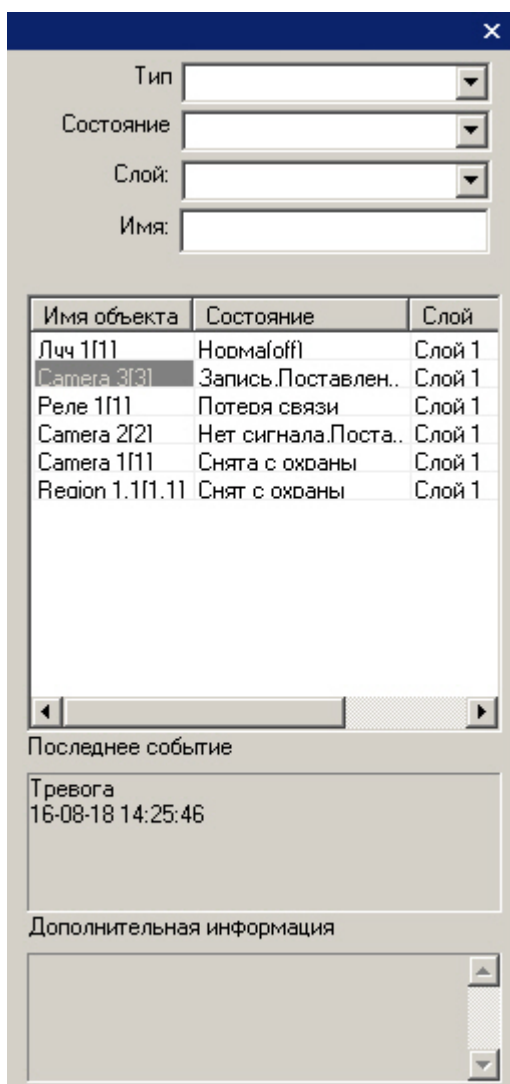 Тип
Состояние
Слой:
Имя:
Имя объекта Состояние Слой
Луч 1[1] Норма(off) Слой 1
Camera 3[3] Запись.Поставлен.. Слой 1
Реле 1[1] Потеря связи Слой 1
Camera 2[2] Нет сигнала.Поста.. Слой 1
Camera 1[1] Снята с охраны Слой 1
Region 1.1[1.1] Снят с охраны Слой 1
Последнее событие
Тревога
16-08-18 14:25:46
Дополнительная информация